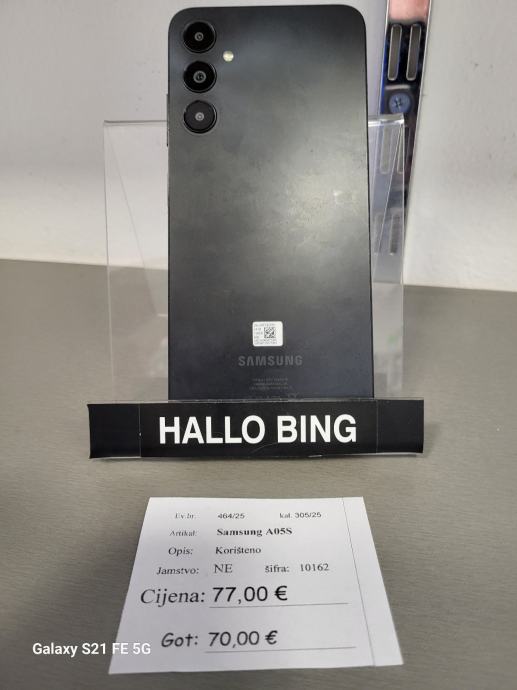 SAMSUNG
HALLO BING
Ev.br. 464/25 kal. 305/25
Artikal: Samsung A05S
Opis: Korišteno
Jamstvo: NE šifra: 10162
Cijena: 77,00 €
Got: 70,00 €
Galaxy S21 FE 5G